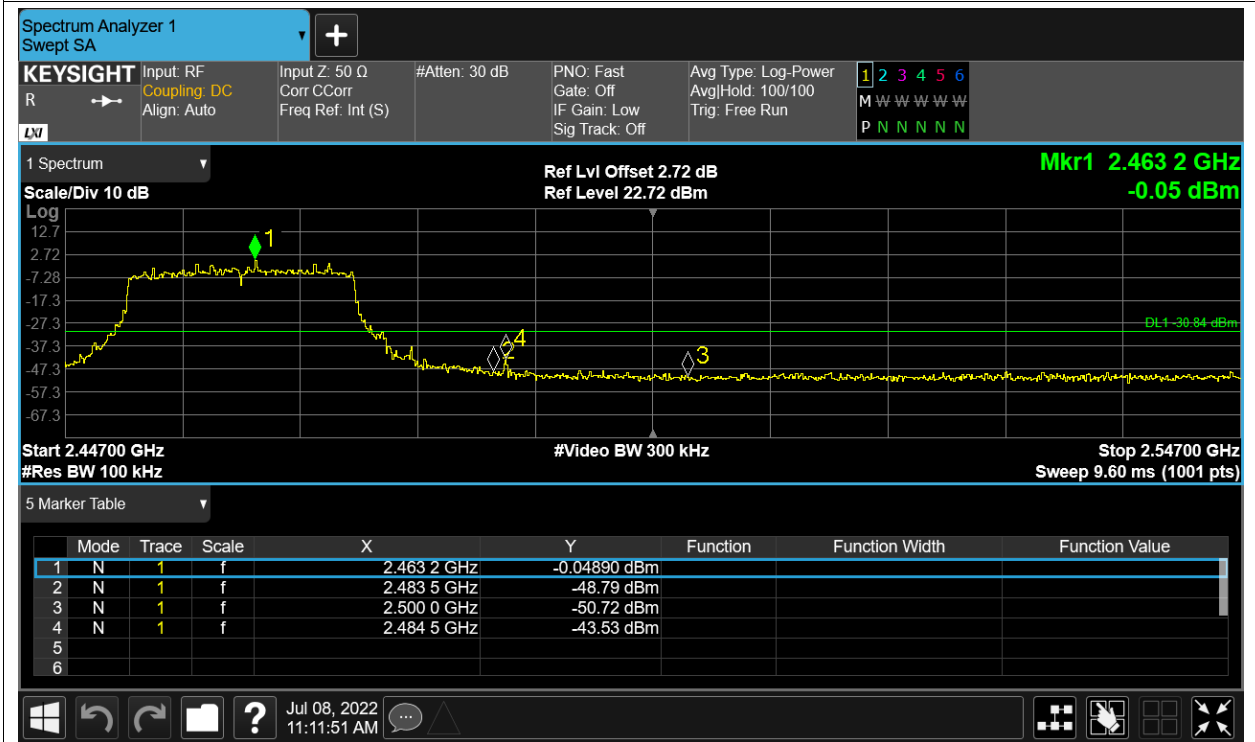 Spectrum Analyzer 1
Swept SA
KEYSIGHT
R
LXI
Input: RF
Coupling: DC
Align: Auto
Input Z: 50 Ω
Corr CCorr
Freq Ref: Int (S)
#Atten: 30 dB
PNO: Fast
Gate: Off
IF Gain: Low
Sig Track: Off
Avg Type: Log-Power
Avg|Hold: 100/100
Trig: Free Run
1 2 3 4 5 6
M W W W W W
P N N N N N
1 Spectrum
Scale/Div 10 dB
Ref Lvl Offset 2.72 dB
Ref Level 22.72 dBm
Mkr1 2.463 2 GHz
-0.05 dBm
Log
12.7
2.72
-7.28
-17.3
-27.3
-37.3
-47.3
-57.3
-67.3
1
2
4
3
DL1 -30.84 dBm
Start 2.44700 GHz
#Video BW 300 kHz
Stop 2.54700 GHz
#Res BW 100 kHz
Sweep 9.60 ms (1001 pts)
5 Marker Table
Mode Trace Scale X Y Function Function Width Function Value
1 N 1 f 2.463 2 GHz -0.04890 dBm
2 N 1 f 2.483 5 GHz -48.79 dBm
3 N 1 f 2.500 0 GHz -50.72 dBm
4 N 1 f 2.484 5 GHz -43.53 dBm
5
6
?
Jul 08, 2022
11:11:51 AM